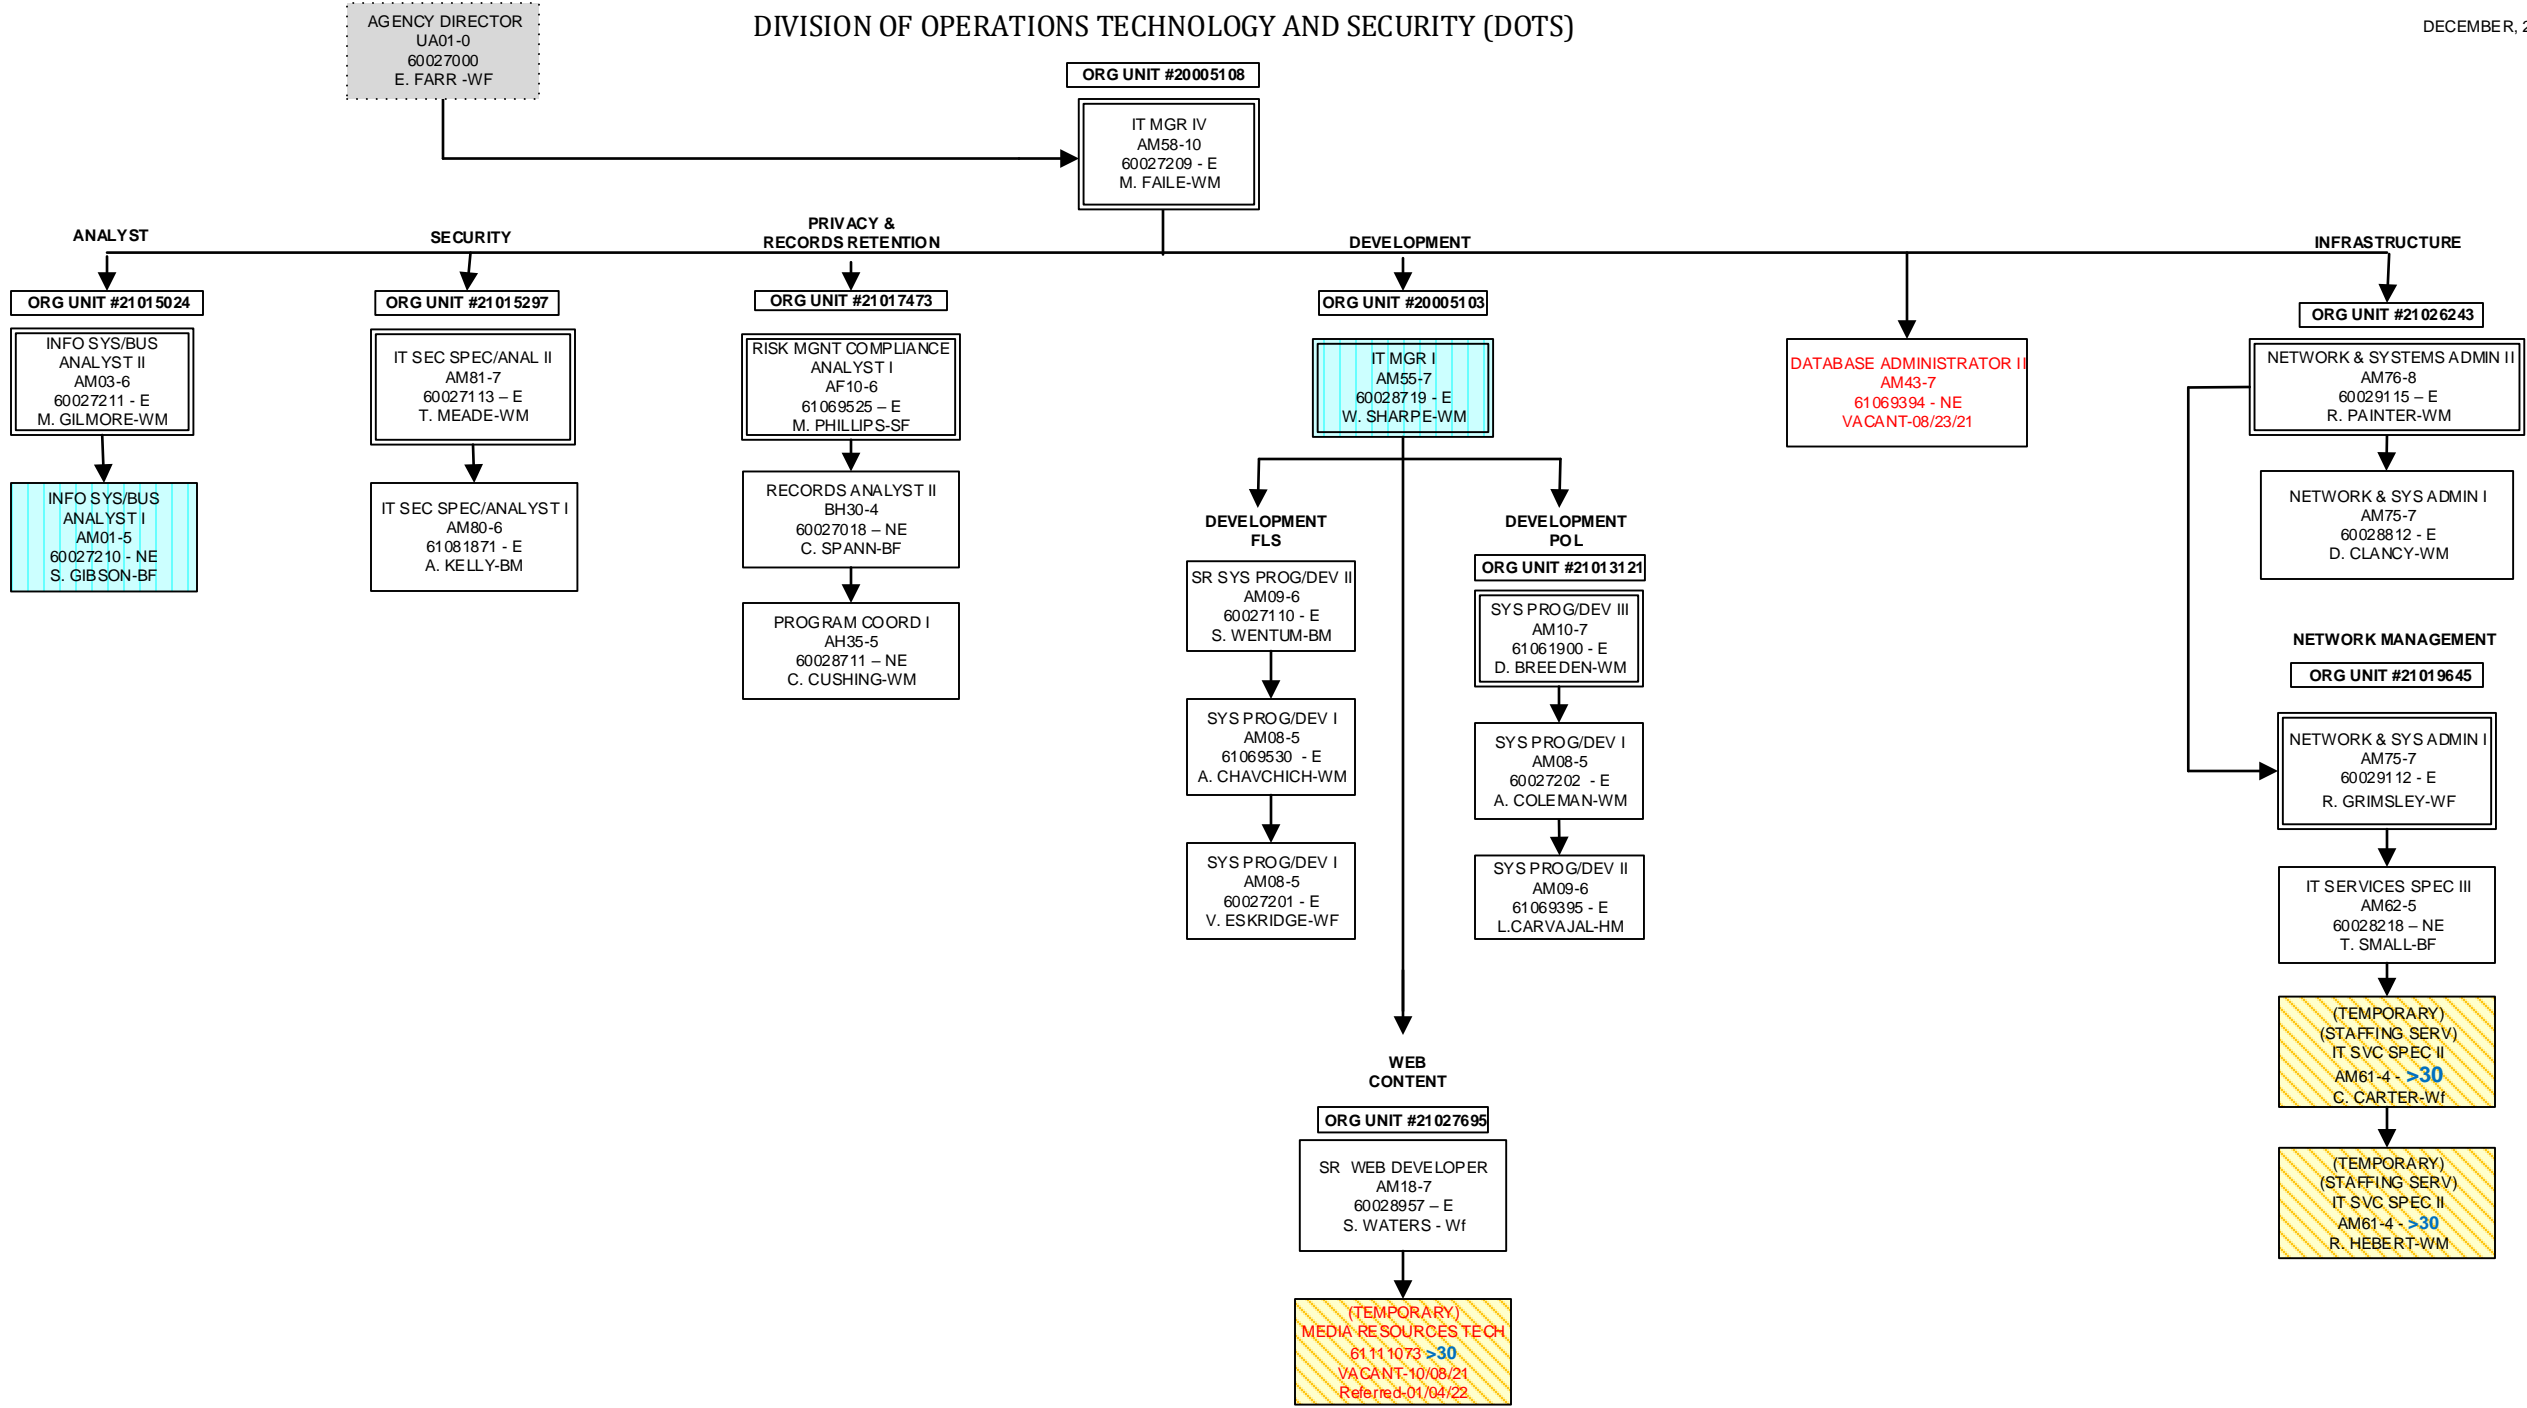 DIVISION OF OPERATIONS TECHNOLOGY AND SECURITY (DOTS)
DECEMBER, 2
AGENCY DIRECTOR
UA01-0
60027000
E. FARR -WF
ORG UNIT #20005108
IT MGR IV
AM58-10
60027209 - E
M. FAILE-WM
ANALYST
ORG UNIT #21015024
INFO SYS/BUS
ANALYST II
AM03-6
60027211 - E
M. GILMORE-WM
INFO SYS/BUS
ANALYST I
AM01-5
60027210 - NE
S. GIBSON-BF
SECURITY
ORG UNIT #21015297
IT SEC SPEC/ANAL II
AM81-7
60027113 – E
T. MEADE-WM
IT SEC SPEC/ANALYST I
AM80-6
61081871 - E
A. KELLY-BM
PRIVACY &
RECORDS RETENTION
ORG UNIT #21017473
RISK MGNT COMPLIANCE
ANALYST I
AF10-6
61069525 – E
M. PHILLIPS-SF
RECORDS ANALYST II
BH30-4
60027018 – NE
C. SPANN-BF
PROGRAM COORD I
AH35-5
60028711 – NE
C. CUSHING-WM
DEVELOPMENT
ORG UNIT #20005103
IT MGR I
AM55-7
60028719 - E
W. SHARPE-WM
DEVELOPMENT
FLS
SR SYS PROG/DEV II
AM09-6
60027110 - E
S. WENTUM-BM
SYS PROG/DEV I
AM08-5
61069530 - E
A. CHAVCHICH-WM
SYS PROG/DEV I
AM08-5
60027201 - E
V. ESKRIDGE-WF
DEVELOPMENT
POL
ORG UNIT #21013121
SYS PROG/DEV III
AM10-7
61061900 - E
D. BREEDEN-WM
SYS PROG/DEV I
AM08-5
60027202 - E
A. COLEMAN-WM
SYS PROG/DEV II
AM09-6
61069395 - E
L.CARVAJAL-HM
WEB
CONTENT
ORG UNIT #21027695
SR WEB DEVELOPER
AM18-7
60028957 – E
S. WATERS - Wf
(TEMPORARY)
MEDIA RESOURCES TECH
61111073 >30
VACANT-10/08/21
Referred-01/04/22
DATABASE ADMINISTRATOR II
AM43-7
61069394 - NE
VACANT-08/23/21
INFRASTRUCTURE
ORG UNIT #21026243
NETWORK & SYSTEMS ADMIN II
AM76-8
60029115 – E
R. PAINTER-WM
NETWORK & SYS ADMIN I
AM75-7
60028812 - E
D. CLANCY-WM
NETWORK MANAGEMENT
ORG UNIT #21019645
NETWORK & SYS ADMIN I
AM75-7
60029112 - E
R. GRIMSLEY-WF
IT SERVICES SPEC III
AM62-5
60028218 – NE
T. SMALL-BF
(TEMPORARY)
(STAFFING SERV)
IT SVC SPEC II
AM61-4 - >30
C. CARTER-Wf
(TEMPORARY)
(STAFFING SERV)
IT SVC SPEC II
AM61-4 - >30
R. HEBERT-WM